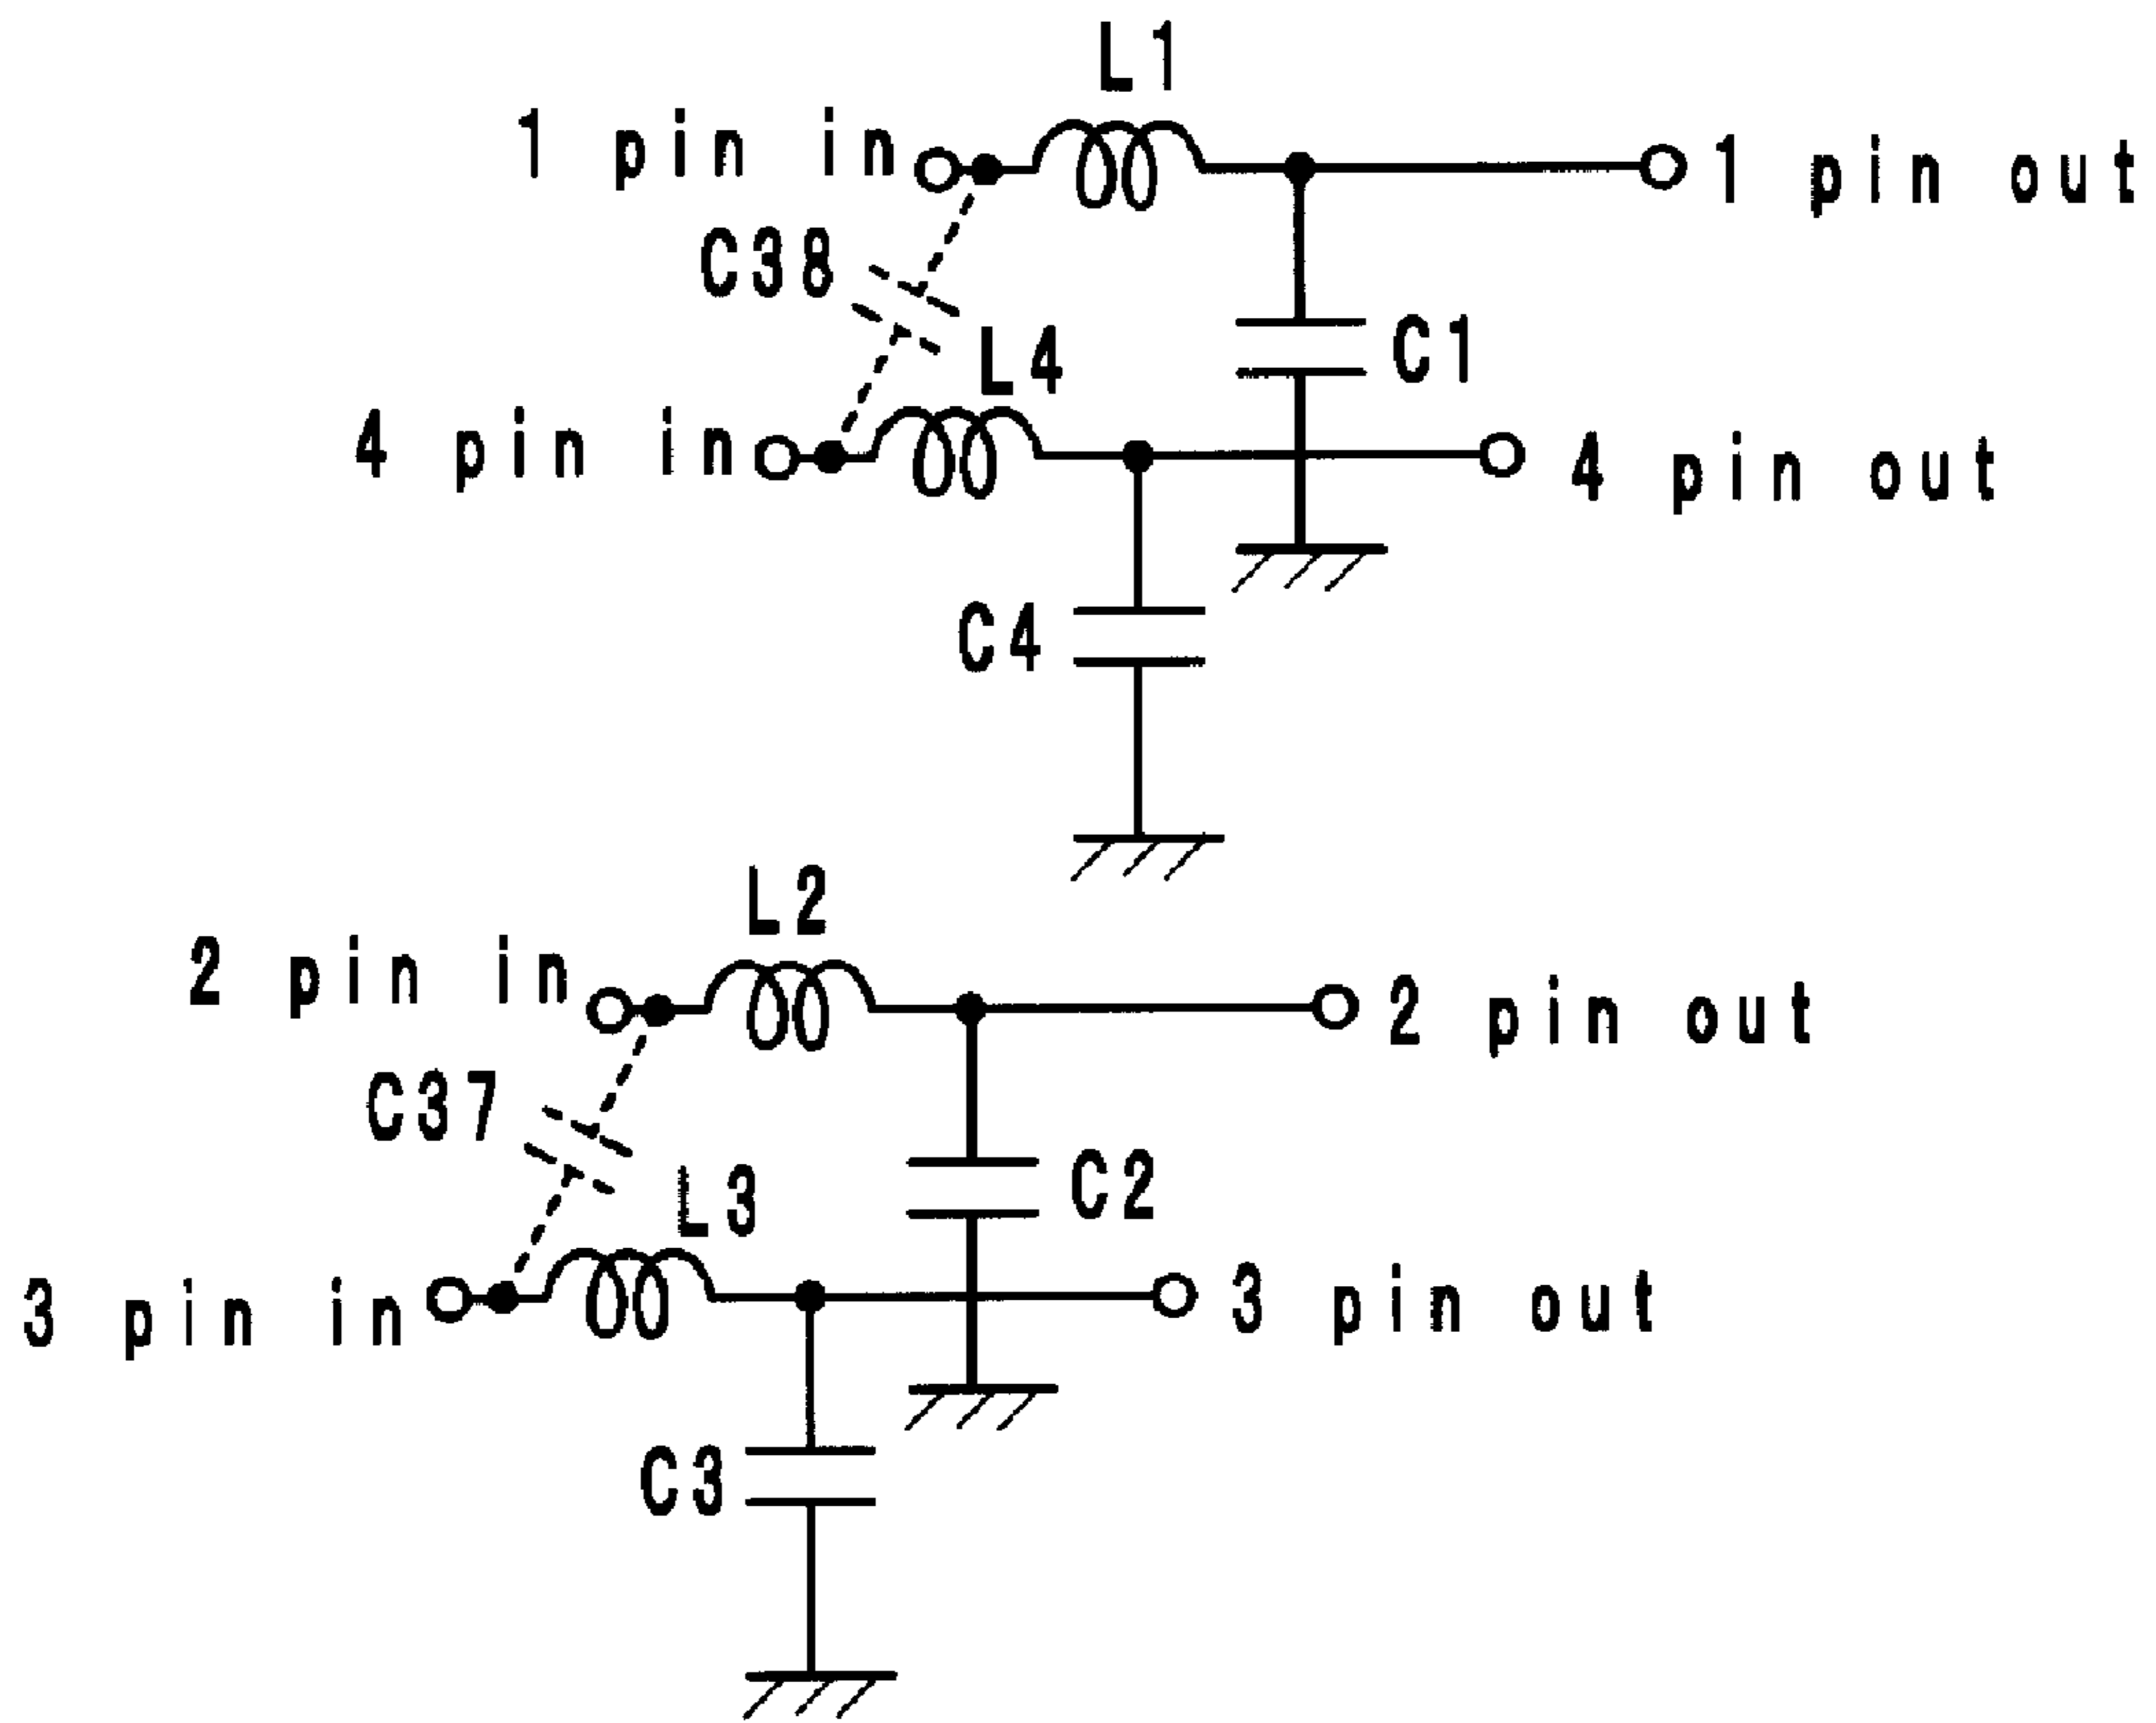 L1
1 pin in
1 pin out
C38
L4
C1
4 pin in
4 pin out
C4
L2
2 pin in
2 pin out
C37
L3
C2
3 pin in
3 pin out
C3